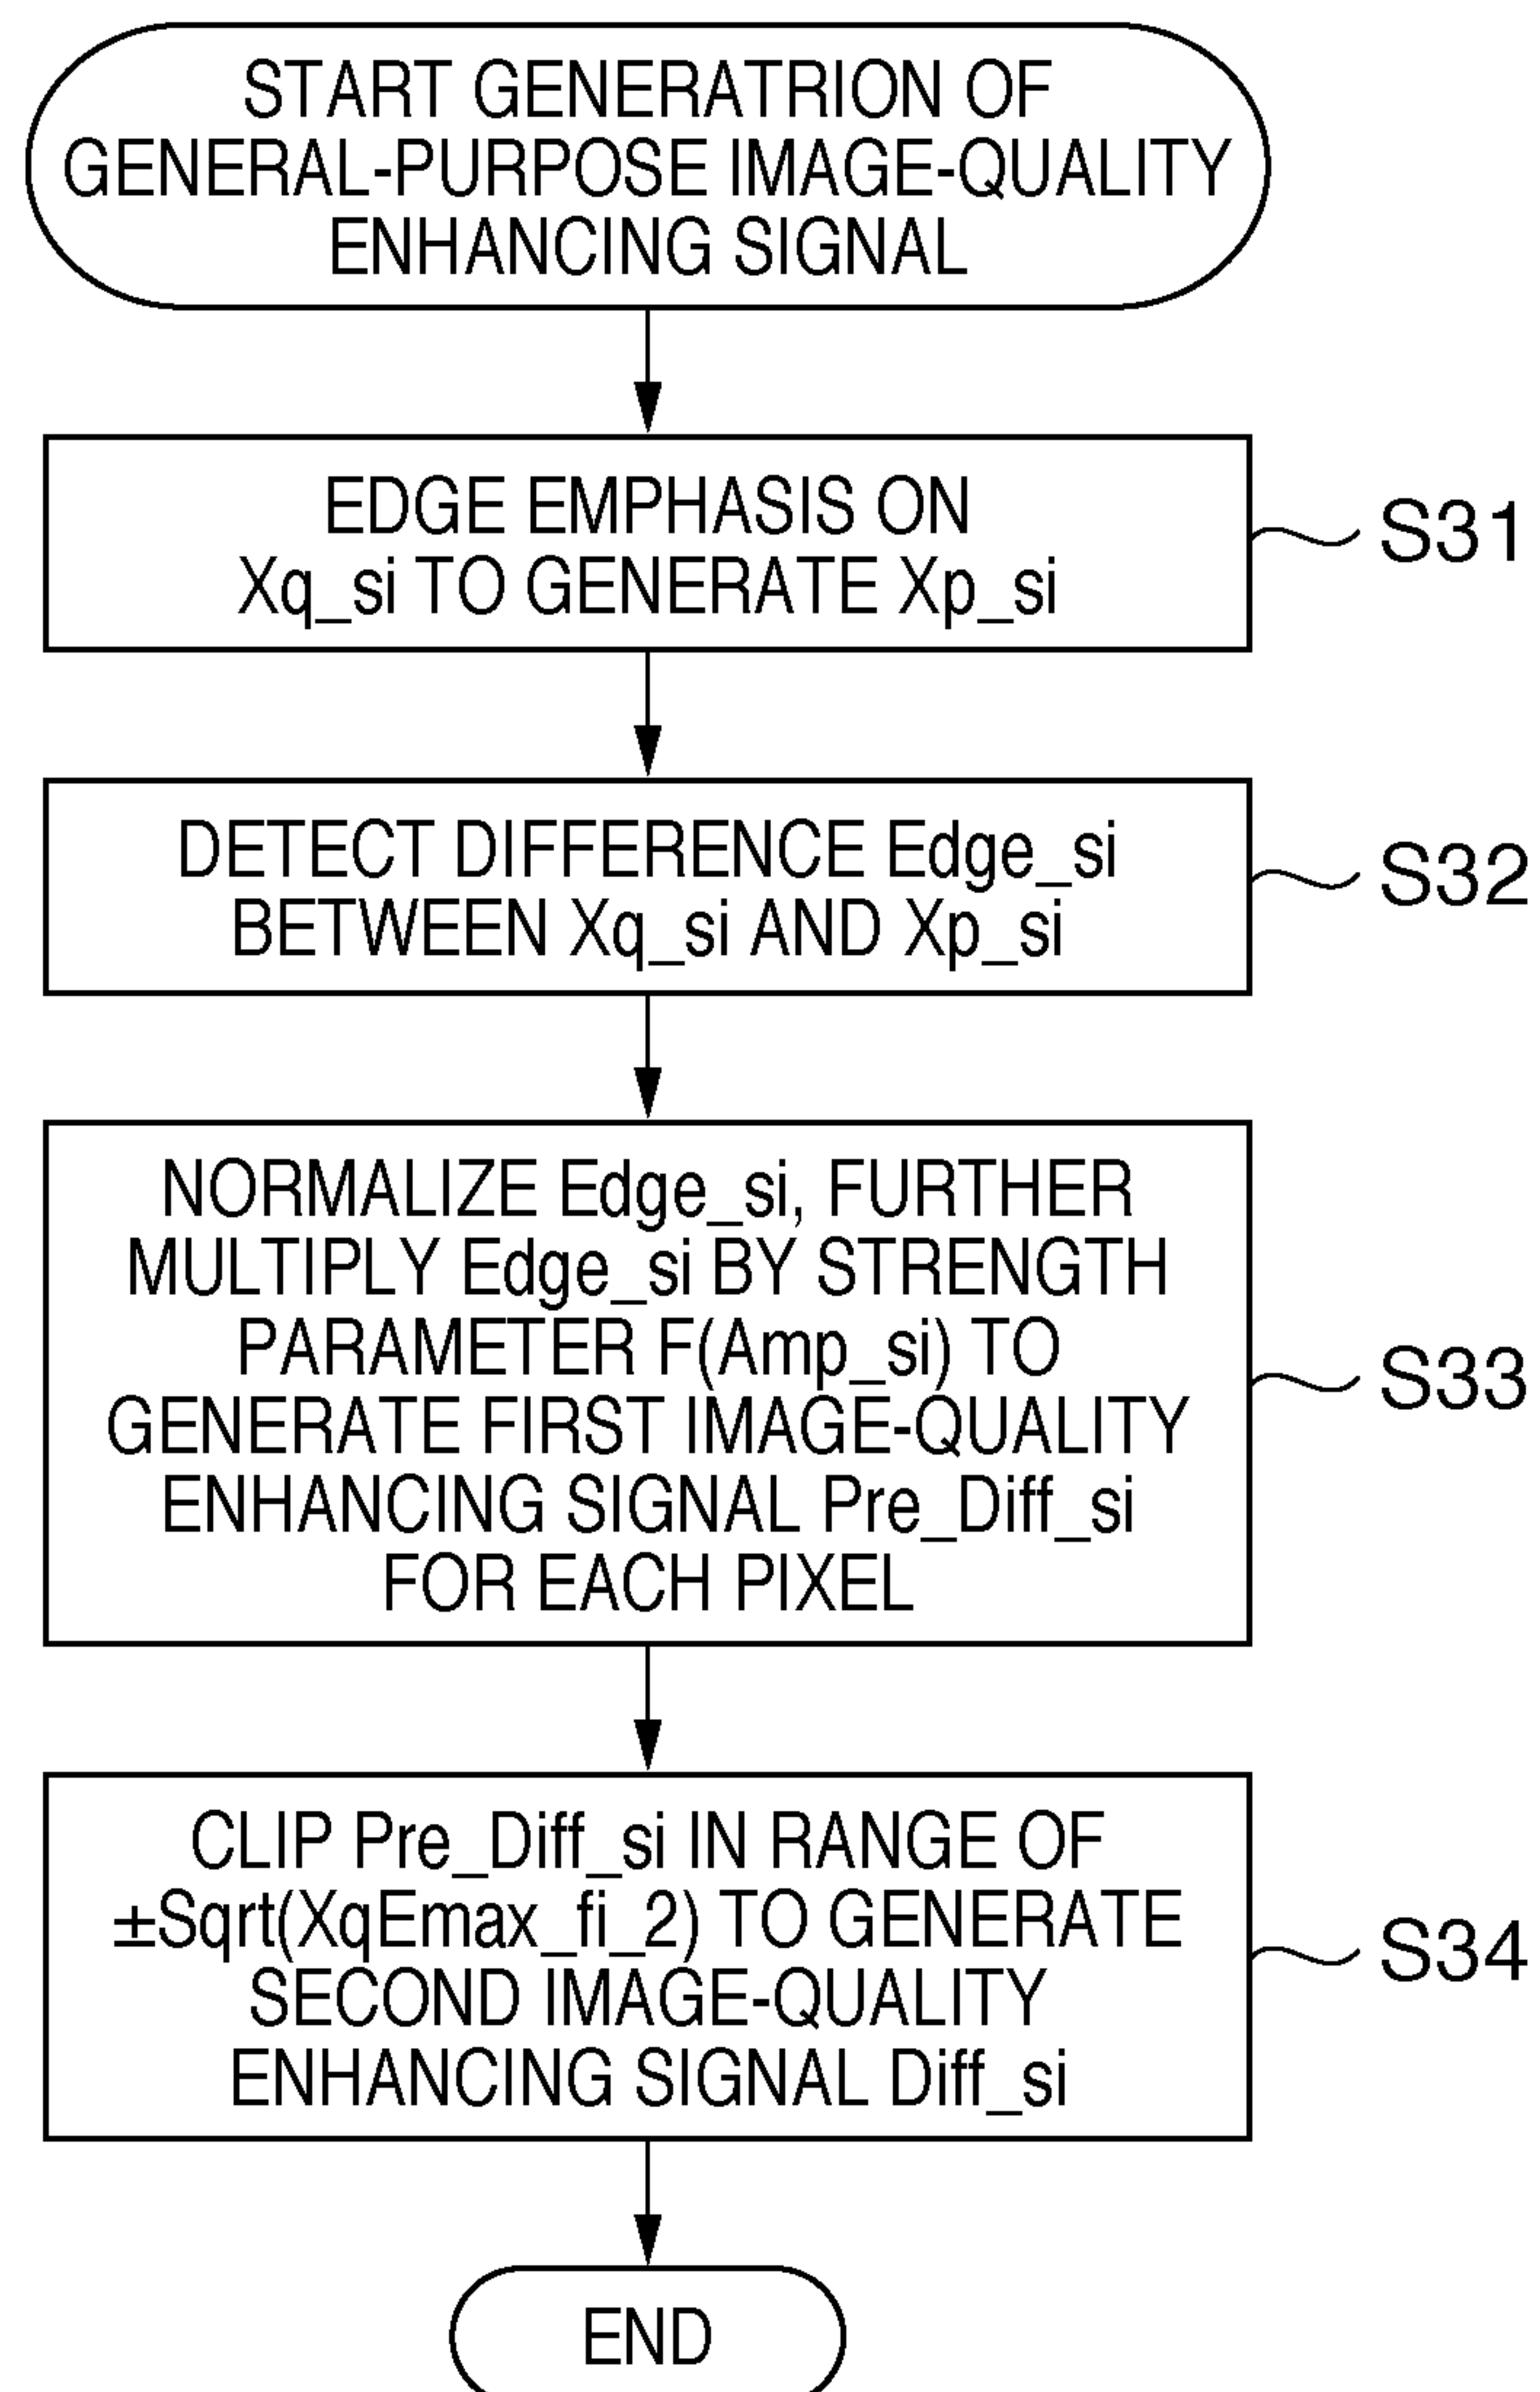 START GENERATRION OF
GENERAL-PURPOSE IMAGE-QUALITY
ENHANCING SIGNAL
EDGE EMPHASIS ON
Xq_si TO GENERATE Xp_si
S31
DETECT DIFFERENCE Edge_si
BETWEEN Xq_si AND Xp_si
S32
NORMALIZE Edge_si, FURTHER
MULTIPLY Edge_si BY STRENGTH
PARAMETER F(Amp_si) TO
GENERATE FIRST IMAGE-QUALITY
ENHANCING SIGNAL Pre_Diff_si
FOR EACH PIXEL
S33
CLIP Pre_Diff_si IN RANGE OF
±Sqrt(XqEmax_fi_2) TO GENERATE
SECOND IMAGE-QUALITY
ENHANCING SIGNAL Diff_si
S34
END